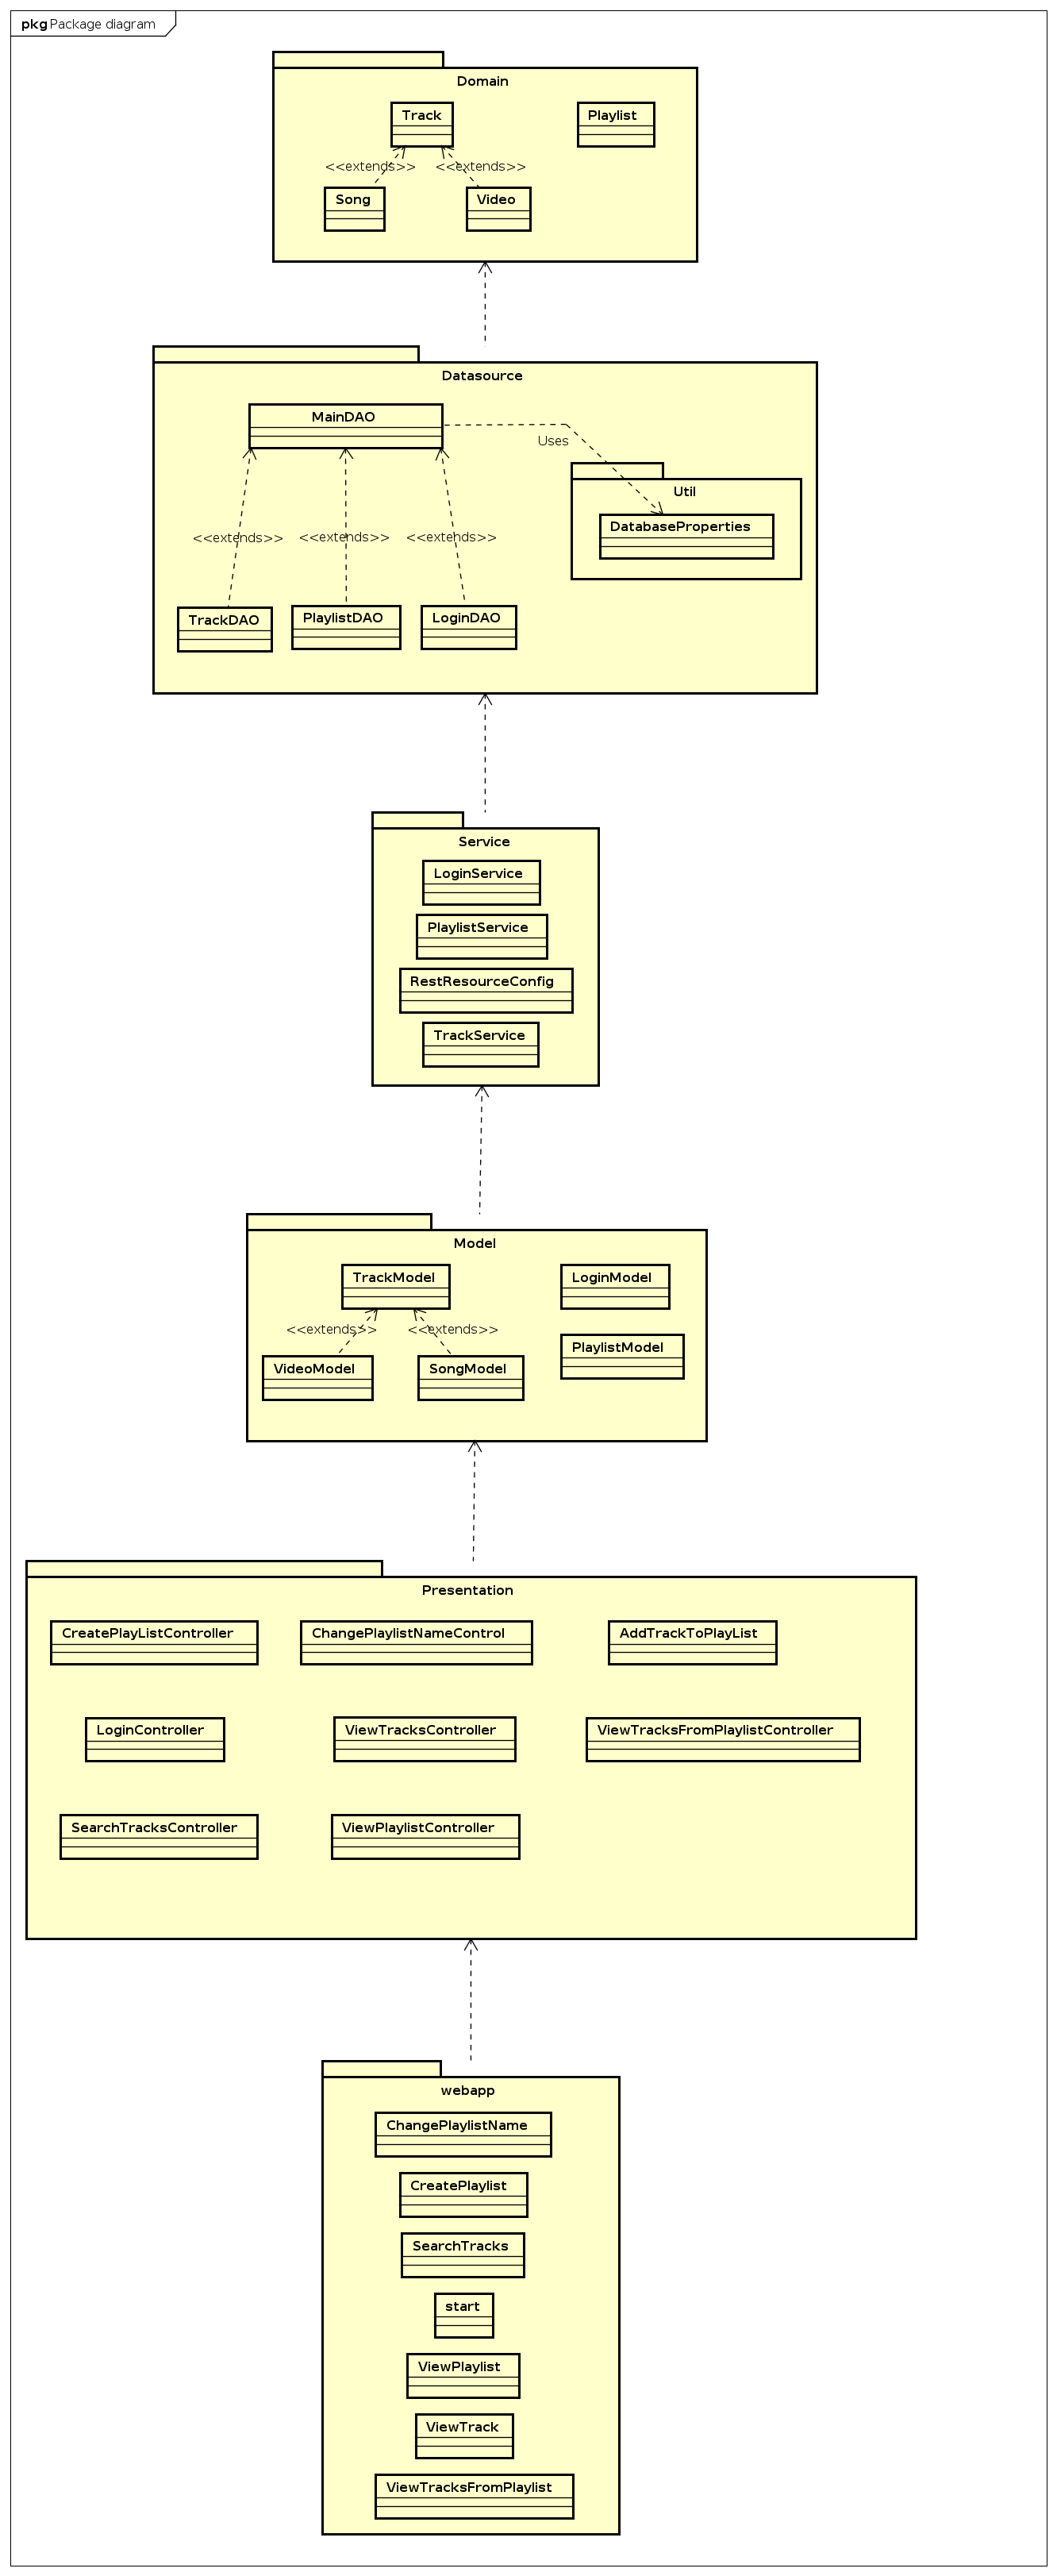 pkg Package diagram
Domain
Track
Playlist
<<extends>>
<<extends>>
Song
Video
Datasource
MainDAO
Uses
Util
DatabaseProperties
<<extends>>
<<extends>>
<<extends>>
TrackDAO
PlaylistDAO
LoginDAO
Service
LoginService
PlaylistService
RestResourceConfig
TrackService
Model
TrackModel
LoginModel
<<extends>>
<<extends>>
PlaylistModel
VideoModel
SongModel
Presentation
CreatePlayListController
ChangePlaylistNameControl
AddTrackToPlayList
LoginController
ViewTracksController
ViewTracksFromPlaylistController
SearchTracksController
ViewPlaylistController
webapp
ChangePlaylistName
CreatePlaylist
SearchTracks
start
ViewPlaylist
ViewTrack
ViewTracksFromPlaylist